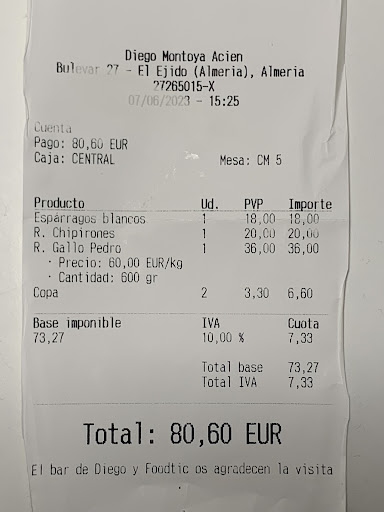 Diego Montoya Acien
Bulevar 27 - El Ejido (Almeria), Almeria
27265015-X
07/06/2023 - 15:25
Cuenta
Pago: 80,60 EUR
Caja: CENTRAL Mesa: CM 5
Producto Ud. PVP Importe
Espárragos blancos 1 18,00 18,00
R. Chipirones 1 20,00 20,00
R. Gallo Pedro 1 36,00 36,00
· Precio: 60,00 EUR/kg
· Cantidad: 600 gr
Copa 2 3,30 6,60
Base imponible IVA Cuota
73,27 10,00 % 7,33
Total base 73,27
Total IVA 7,33
Total: 80,60 EUR
El bar de Diego y Foodtic os agradecen la visita